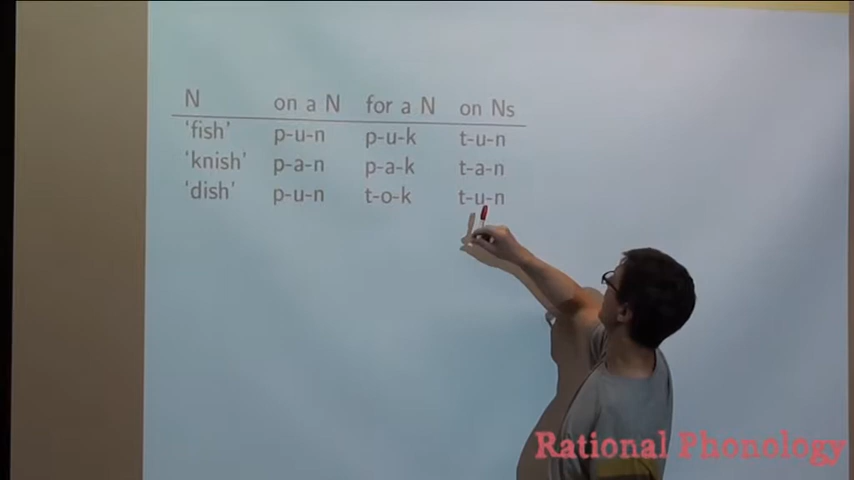 N on a N for a N on Ns
'fish' p-u-n p-u-k t-u-n
'knish' p-a-n p-a-k t-a-n
'dish' p-u-n t-o-k t-u-n
Rational Phonology